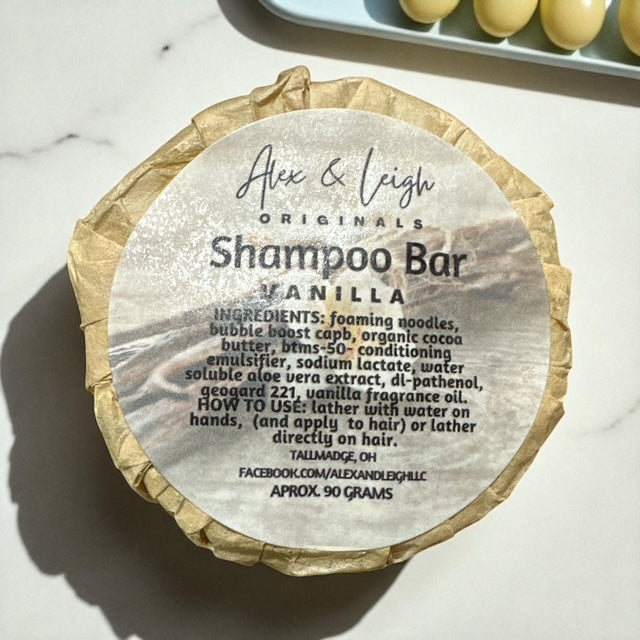 Alex & Leigh
ORIGINALS
Shampoo Bar
VANILLA
INGREDIENTS: foaming noodles,
bubble boost capb, organic cocoa
butter, btms-50- conditioning
emulsifier, sodium lactate, water
soluble aloe vera extract, dl-pathenol,
geogard 221, vanilla fragrance oil.
HOW TO USE: lather with water on
hands, (and apply to hair) or lather
directly on hair.
TALLMADGE, OH
FACEBOOK.COM/ALEXANDLEIGHLLC
APROX. 90 GRAMS